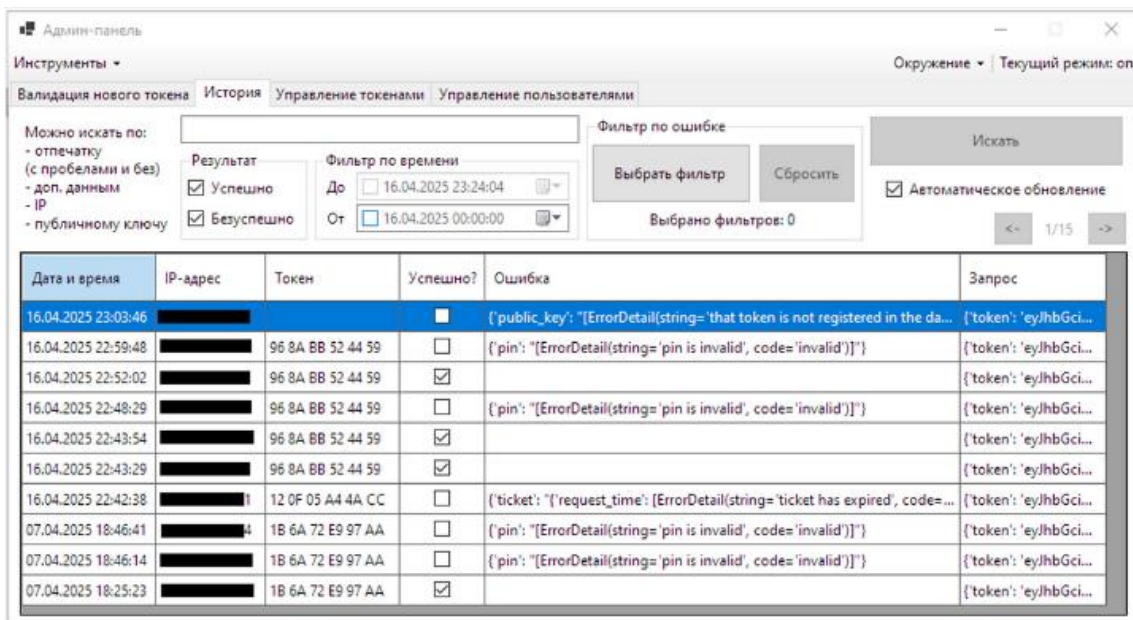 Админ-панель
Инструменты
Окружение Текущий режим: on
Валидация нового токена История Управление токенами Управление пользователями
Можно искать по:
- отпечатку
(с пробелами и без)
- доп. данным
- IP
- публичному ключу
Результат
Успешно
Безуспешно
Фильтр по времени
До 16.04.2025 23:24:04
От 16.04.2025 00:00:00
Фильтр по ошибке
Выбрать фильтр Сбросить
Выбрано фильтров: 0
Искать
Автоматическое обновление
<- 1/15 ->
Дата и время IP-адрес Токен Успешно? Ошибка Запрос
16.04.2025 23:03:46 {'public_key': "[ErrorDetail(string='that token is not registered in the da... {'token': 'eyJhbGci...
16.04.2025 22:59:48 96 8A BB 52 44 59 {'pin': "[ErrorDetail(string='pin is invalid', code='invalid')]"} {'token': 'eyJhbGci...
16.04.2025 22:52:02 96 8A BB 52 44 59 {'token': 'eyJhbGci...
16.04.2025 22:48:29 96 8A BB 52 44 59 {'pin': "[ErrorDetail(string='pin is invalid', code='invalid')]"} {'token': 'eyJhbGci...
16.04.2025 22:43:54 96 8A BB 52 44 59 {'token': 'eyJhbGci...
16.04.2025 22:43:29 96 8A BB 52 44 59 {'token': 'eyJhbGci...
16.04.2025 22:42:38 1 12 0F 05 A4 4A CC {'ticket': "{'request_time': [ErrorDetail(string='ticket has expired', code=... {'token': 'eyJhbGci...
07.04.2025 18:46:41 4 1B 6A 72 E9 97 AA {'pin': "[ErrorDetail(string='pin is invalid', code='invalid')]"} {'token': 'eyJhbGci...
07.04.2025 18:46:14 1B 6A 72 E9 97 AA {'pin': "[ErrorDetail(string='pin is invalid', code='invalid')]"} {'token': 'eyJhbGci...
07.04.2025 18:25:23 1B 6A 72 E9 97 AA {'token': 'eyJhbGci...